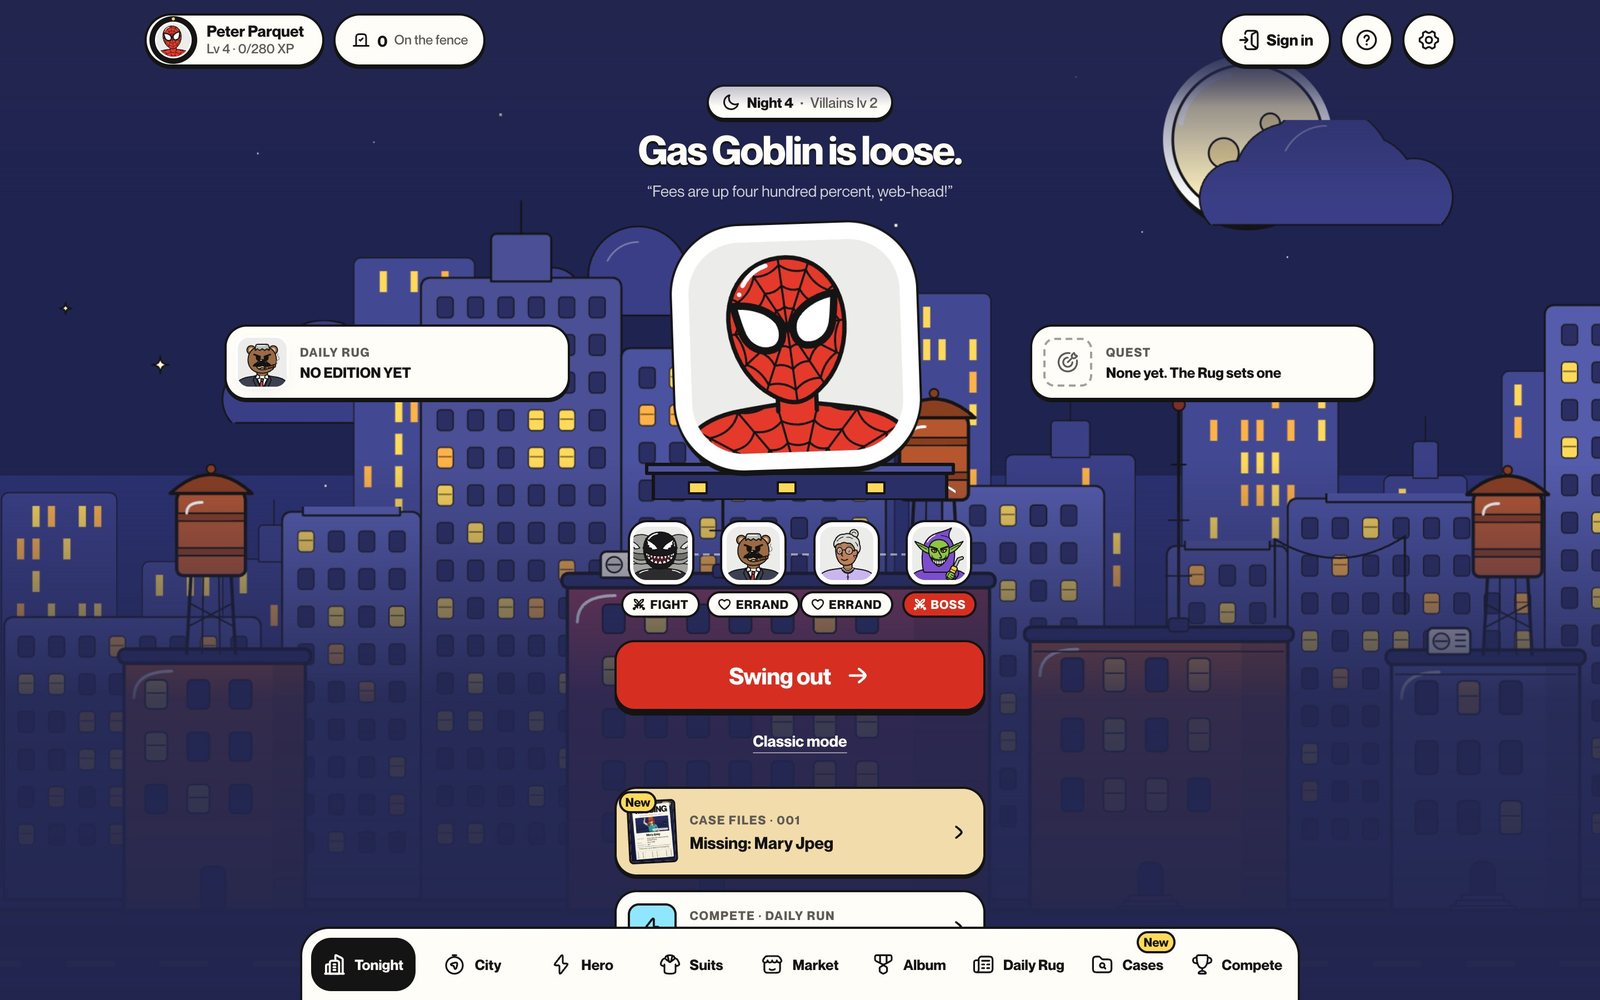 Peter Parquet
Lv 4 · 0/280 XP
0 On the fence
Sign in
Night 4 · Villains lv 2
Gas Goblin is loose.
“Fees are up four hundred percent, web-head!”
DAILY RUG
NO EDITION YET
QUEST
None yet. The Rug sets one
FIGHT
ERRAND
ERRAND
BOSS
Swing out
Classic mode
New
CASE FILES · 001
Missing: Mary Jpeg
COMPETE · DAILY RUN
New
Tonight
City
Hero
Suits
Market
Album
Daily Rug
Cases
Compete